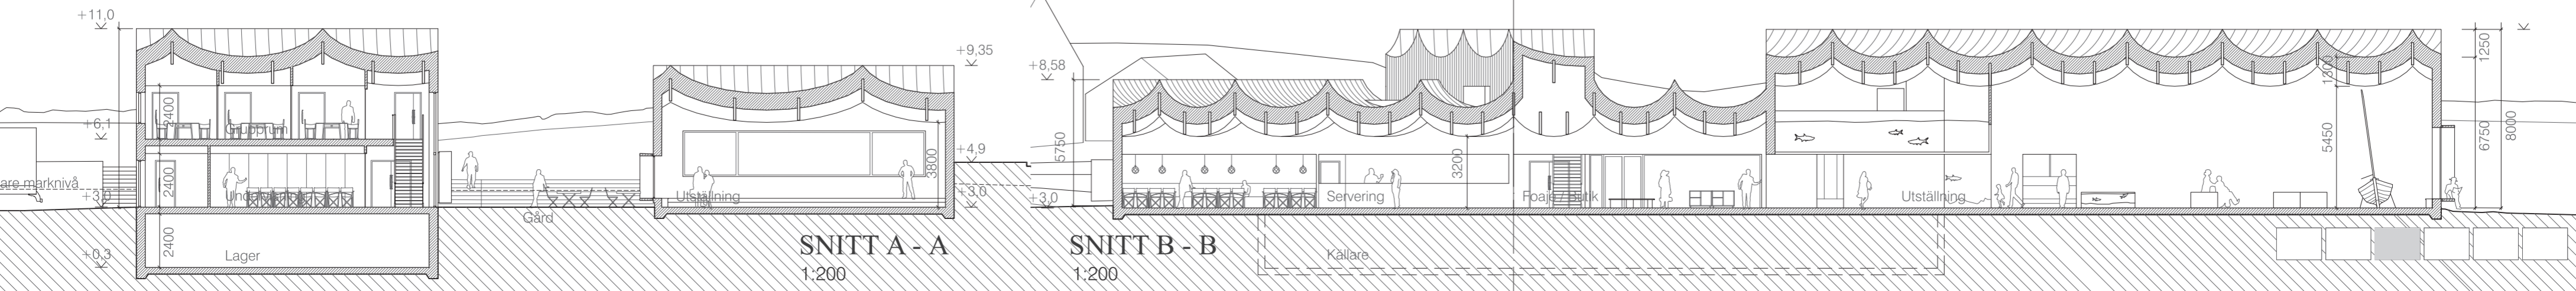 +11,0
+6,1
are marknivå
+3,0
+0,3
2400
Grupprum
2400
Undervisning
2400
Lager
Gård
Utställning
3800
+9,35
+4,9
+3,0
SNITT A - A
1:200
+8,58
+3,0
5750
SNITT B - B
1:200
Servering
3200
Foajé / Butik
Källare
Utställning
1300
5450
1250
6750
8000